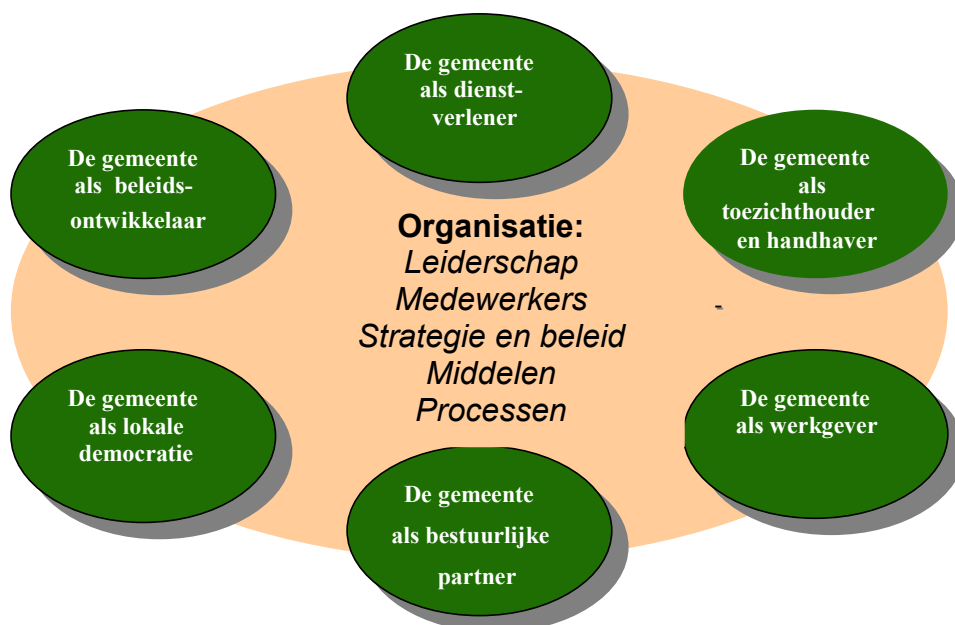 De gemeente
als dienst-
verlener
De gemeente
als beleids-
ontwikkelaar
De gemeente
als
toezichthouder
en handhaver
Organisatie:
Leiderschap
Medewerkers
Strategie en beleid
Middelen
Processen
-
De gemeente
als lokale
democratie
De gemeente
als werkgever
De gemeente
als bestuurlijke
partner